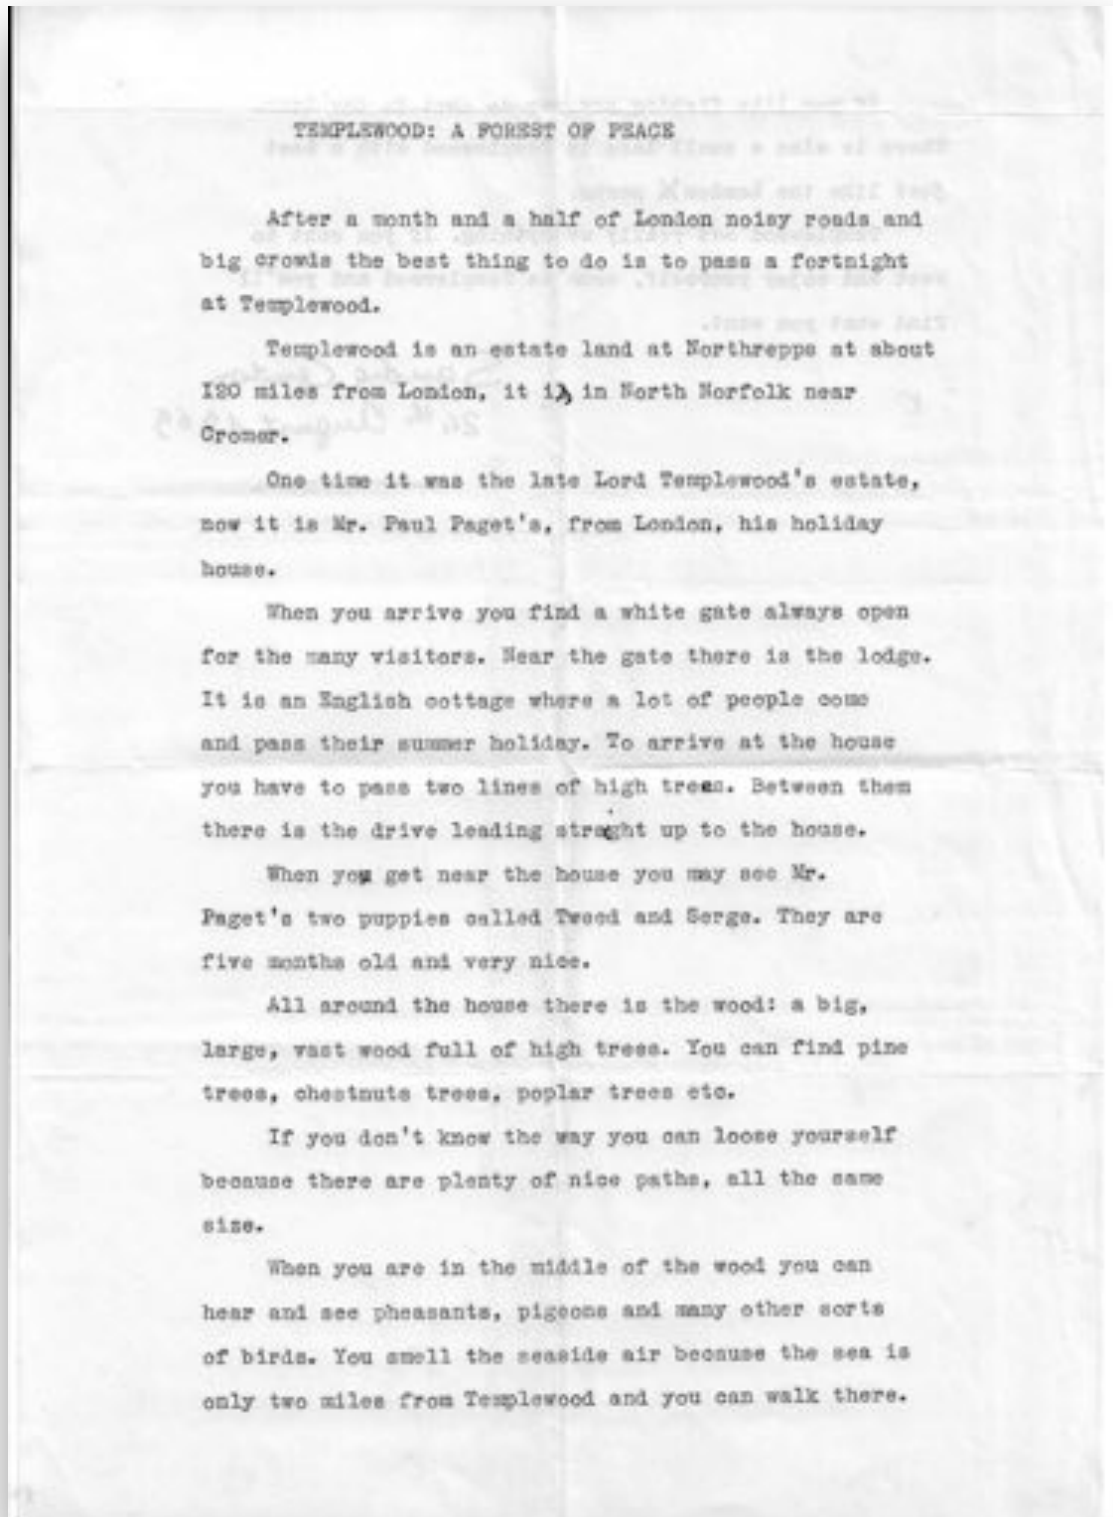 TEMPLEWOOD: A FOREST OF PEACE
After a month and a half of London noisy roads and
big crowds the best thing to do is to pass a fortnight
at Templewood.
Templewood is an estate land at Northrepps at about
I20 miles from London, it is in North Norfolk near
Cromer.
One time it was the late Lord Templewood's estate,
now it is Mr. Paul Paget's, from London, his holiday
house.
When you arrive you find a white gate always open
for the many visitors. Near the gate there is the lodge.
It is an English cottage where a lot of people come
and pass their summer holiday. To arrive at the house
you have to pass two lines of high trees. Between them
there is the drive leading straight up to the house.
When you get near the house you may see Mr.
Paget's two puppies called Tweed and Serge. They are
five months old and very nice.
All around the house there is the wood: a big,
large, vast wood full of high trees. You can find pine
trees, chestnuts trees, poplar trees etc.
If you don't know the way you can loose yourself
because there are plenty of nice paths, all the same
size.
When you are in the middle of the wood you can
hear and see pheasants, pigeons and many other sorts
of birds. You smell the seaside air because the sea is
only two miles from Templewood and you can walk there.